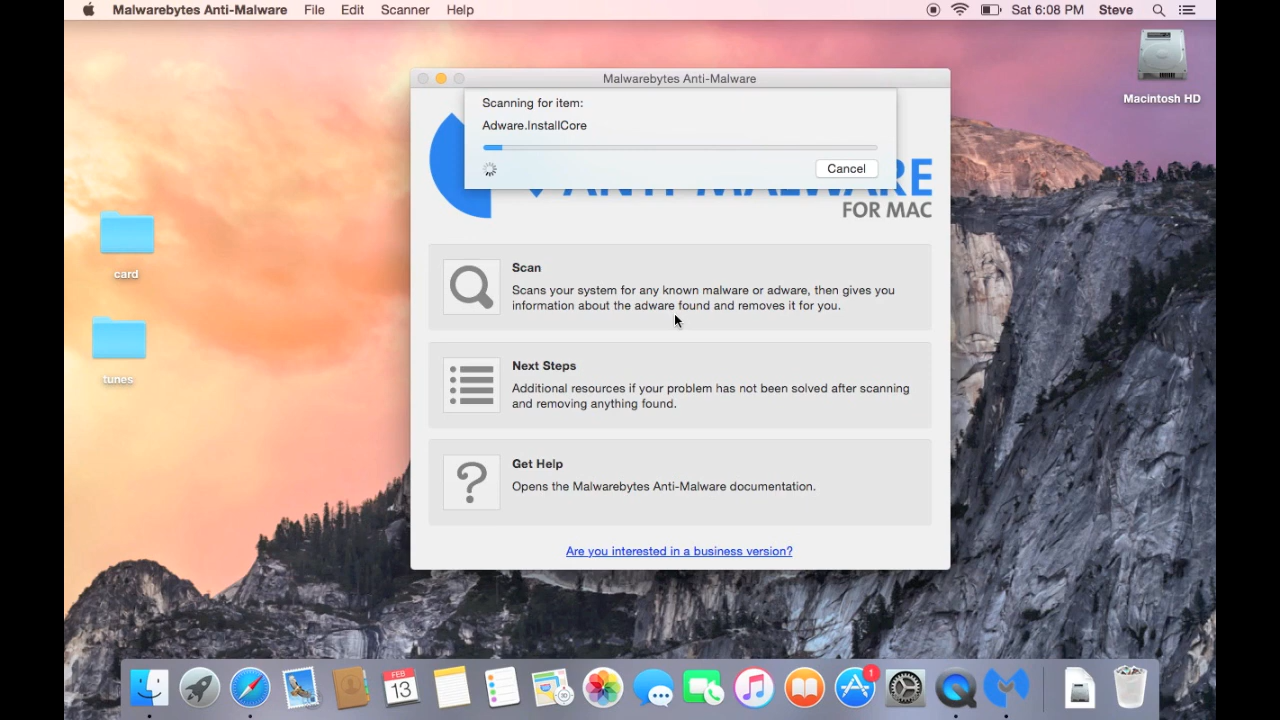 Malwarebytes Anti-Malware File Edit Scanner Help Sat 6:08 PM Steve
Malwarebytes Anti-Malware
Macintosh HD
Scanning for item:
Adware.InstallCore
Cancel
ANTI-MALWARE
FOR MAC
card
tunes
Scan
Scans your system for any known malware or adware, then gives you
information about the adware found and removes it for you.
Next Steps
Additional resources if your problem has not been solved after scanning
and removing anything found.
?
Get Help
Opens the Malwarebytes Anti-Malware documentation.
Are you interested in a business version?
FEB
13
1